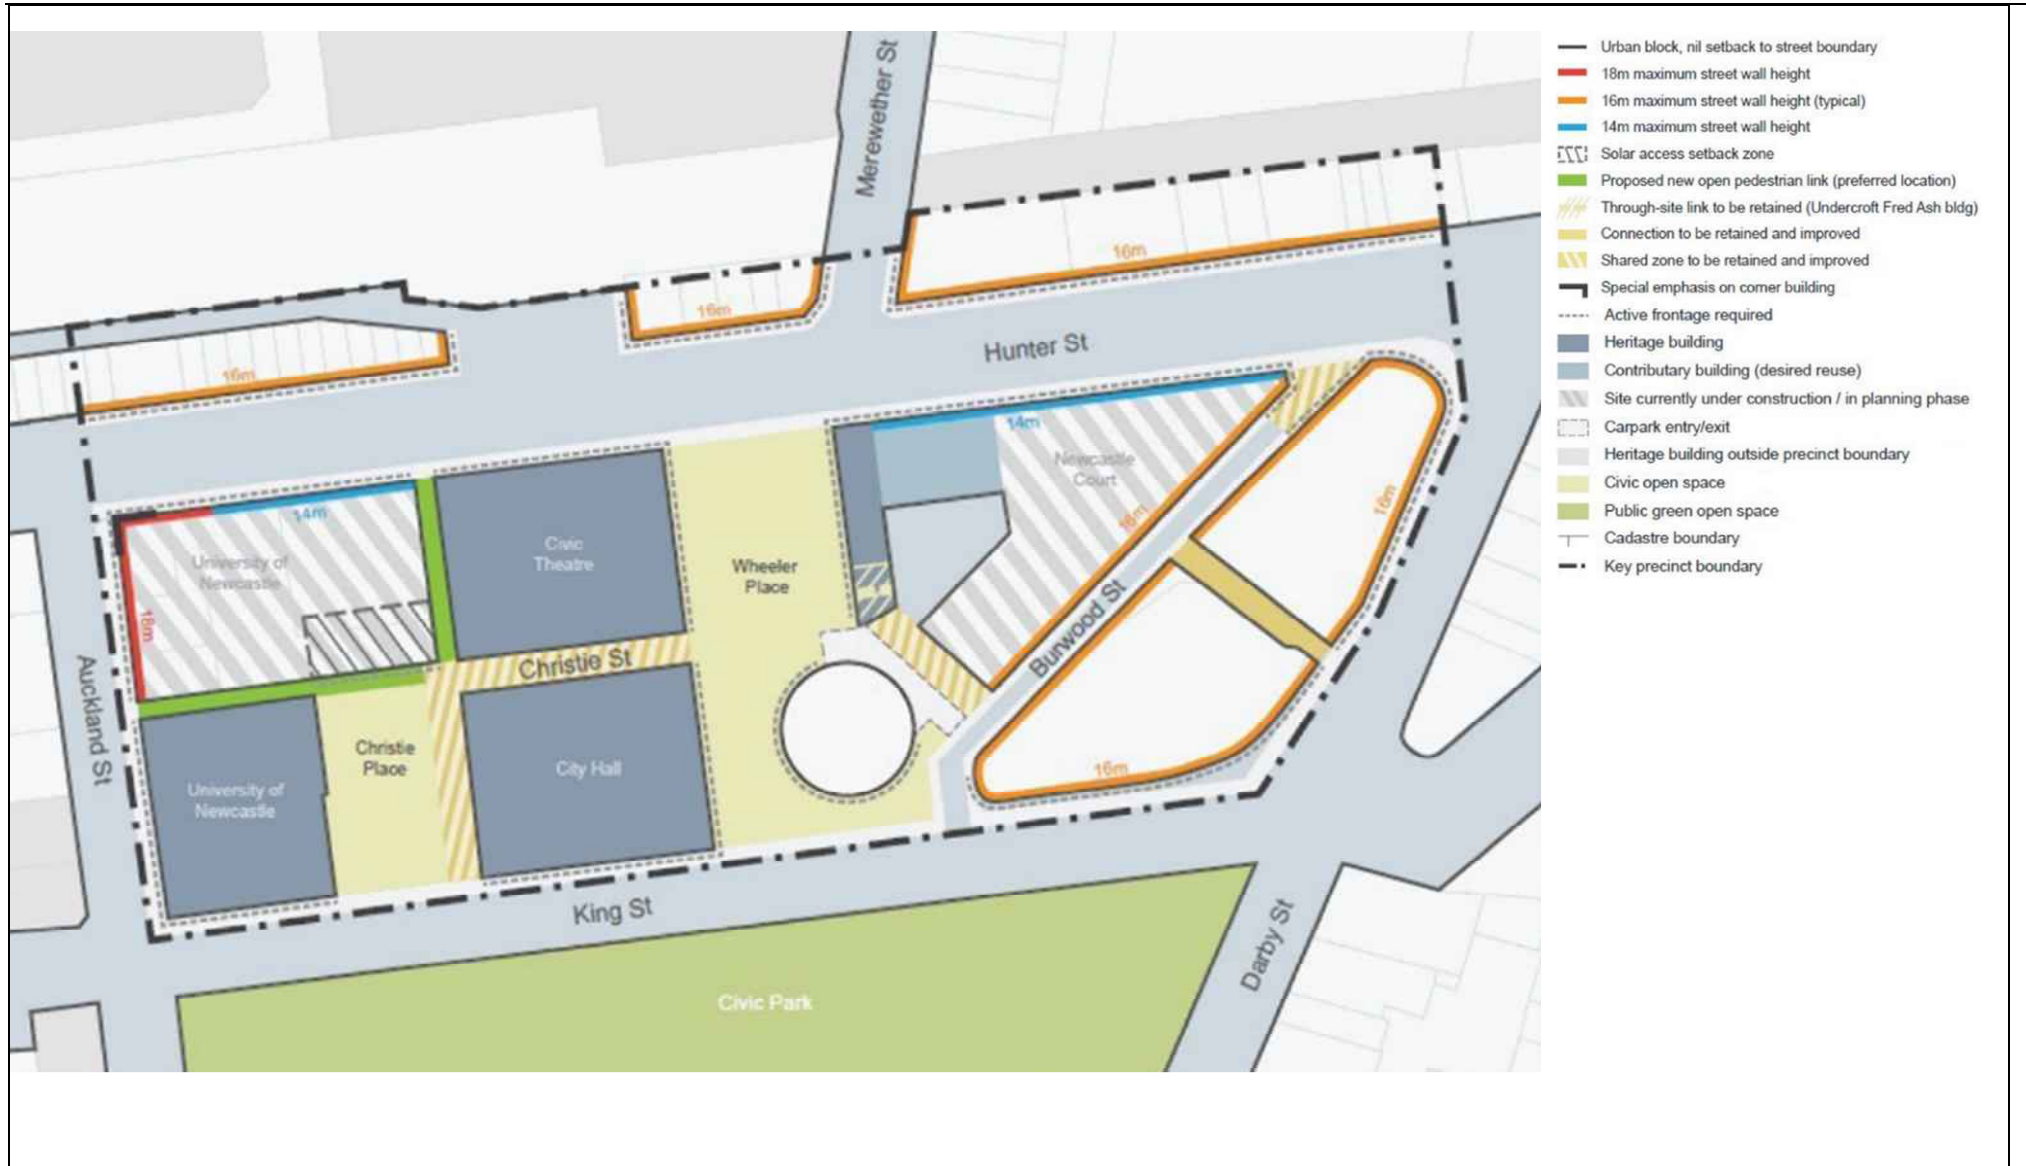 Merewether St
16m
16m
16m
Hunter St
14m
Newcastle
Court
16m
16m
14m
University of
Newcastle
18m
Civic
Theatre
Wheeler
Place
Christie St
Burwood St
Auckland St
Christie
Place
City Hall
University of
Newcastle
16m
King St
Darby St
Civic Park
Urban block, nil setback to street boundary
18m maximum street wall height
16m maximum street wall height (typical)
14m maximum street wall height
Solar access setback zone
Proposed new open pedestrian link (preferred location)
Through-site link to be retained (Undercroft Fred Ash bldg)
Connection to be retained and improved
Shared zone to be retained and improved
Special emphasis on corner building
Active frontage required
Heritage building
Contributary building (desired reuse)
Site currently under construction / in planning phase
Carpark entry/exit
Heritage building outside precinct boundary
Civic open space
Public green open space
Cadastre boundary
Key precinct boundary